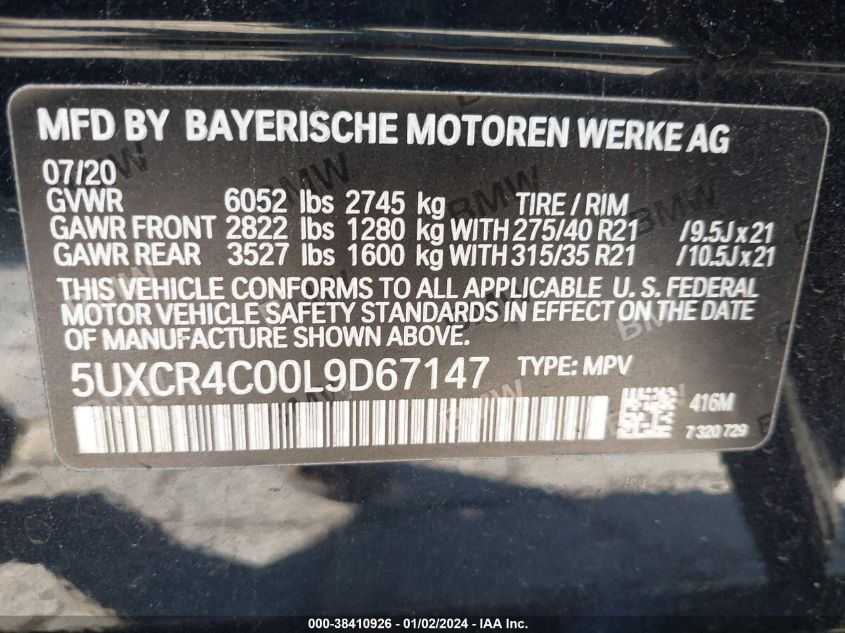 MFD BY BAYERISCHE MOTOREN WERKE AG
07/20
GVWR 6052 lbs 2745 kg TIRE / RIM
GAWR FRONT 2822 lbs 1280 kg WITH 275/40 R21 /9.5J x 21
GAWR REAR 3527 lbs 1600 kg WITH 315/35 R21 /10.5J x 21
THIS VEHICLE CONFORMS TO ALL APPLICABLE U. S. FEDERAL
MOTOR VEHICLE SAFETY STANDARDS IN EFFECT ON THE DATE
OF MANUFACTURE SHOWN ABOVE.
5UXCR4C00L9D67147 TYPE: MPV
416M
7 320 729
000-38410926 - 01/02/2024 - IAA Inc.